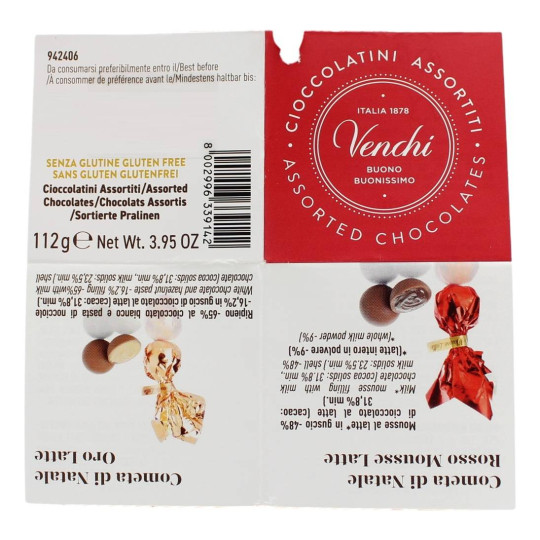 942406
Da consumarsi preferibilmente entro il/Best before
/À consommer de préférence avant le/Mindestens haltbar bis:
SENZA GLUTINE GLUTEN FREE
SANS GLUTEN GLUTENFREI
Cioccolatini Assortiti/Assorted
Chocolates/Chocolats Assortis
/Sortierte Pralinen
112g℮ Net Wt. 3.95 OZ
8 002996 339142
CIOCCOLATINI ASSORTITI
ITALIA 1878
Venchi
BUONO
BUONISSIMO
ASSORTED CHOCOLATES
Cometa di Natale
Rosso Mousse Latte
Mousse al latte* -48%
in guscio al latte
di cioccolato (cacao:
31,8% min.)
Milk* mousse filling with milk
chocolate (cocoa solids: 31,8% min.,
milk solids: 23,5% min.) shell -48%
*(latte intero in polvere -9%)
*(whole milk powder -9%)
Cometa di Natale
Oro Latte
Ripieno -65% al cioccolato bianco e pasta di nocciole
-16,2% in guscio di cioccolato al latte (cacao: 31,8% min.)
White chocolate and hazelnut paste -16,2% filling -65% with milk
chocolate (cocoa solids: 31,8% min., milk solids: 23,5% min.) shell